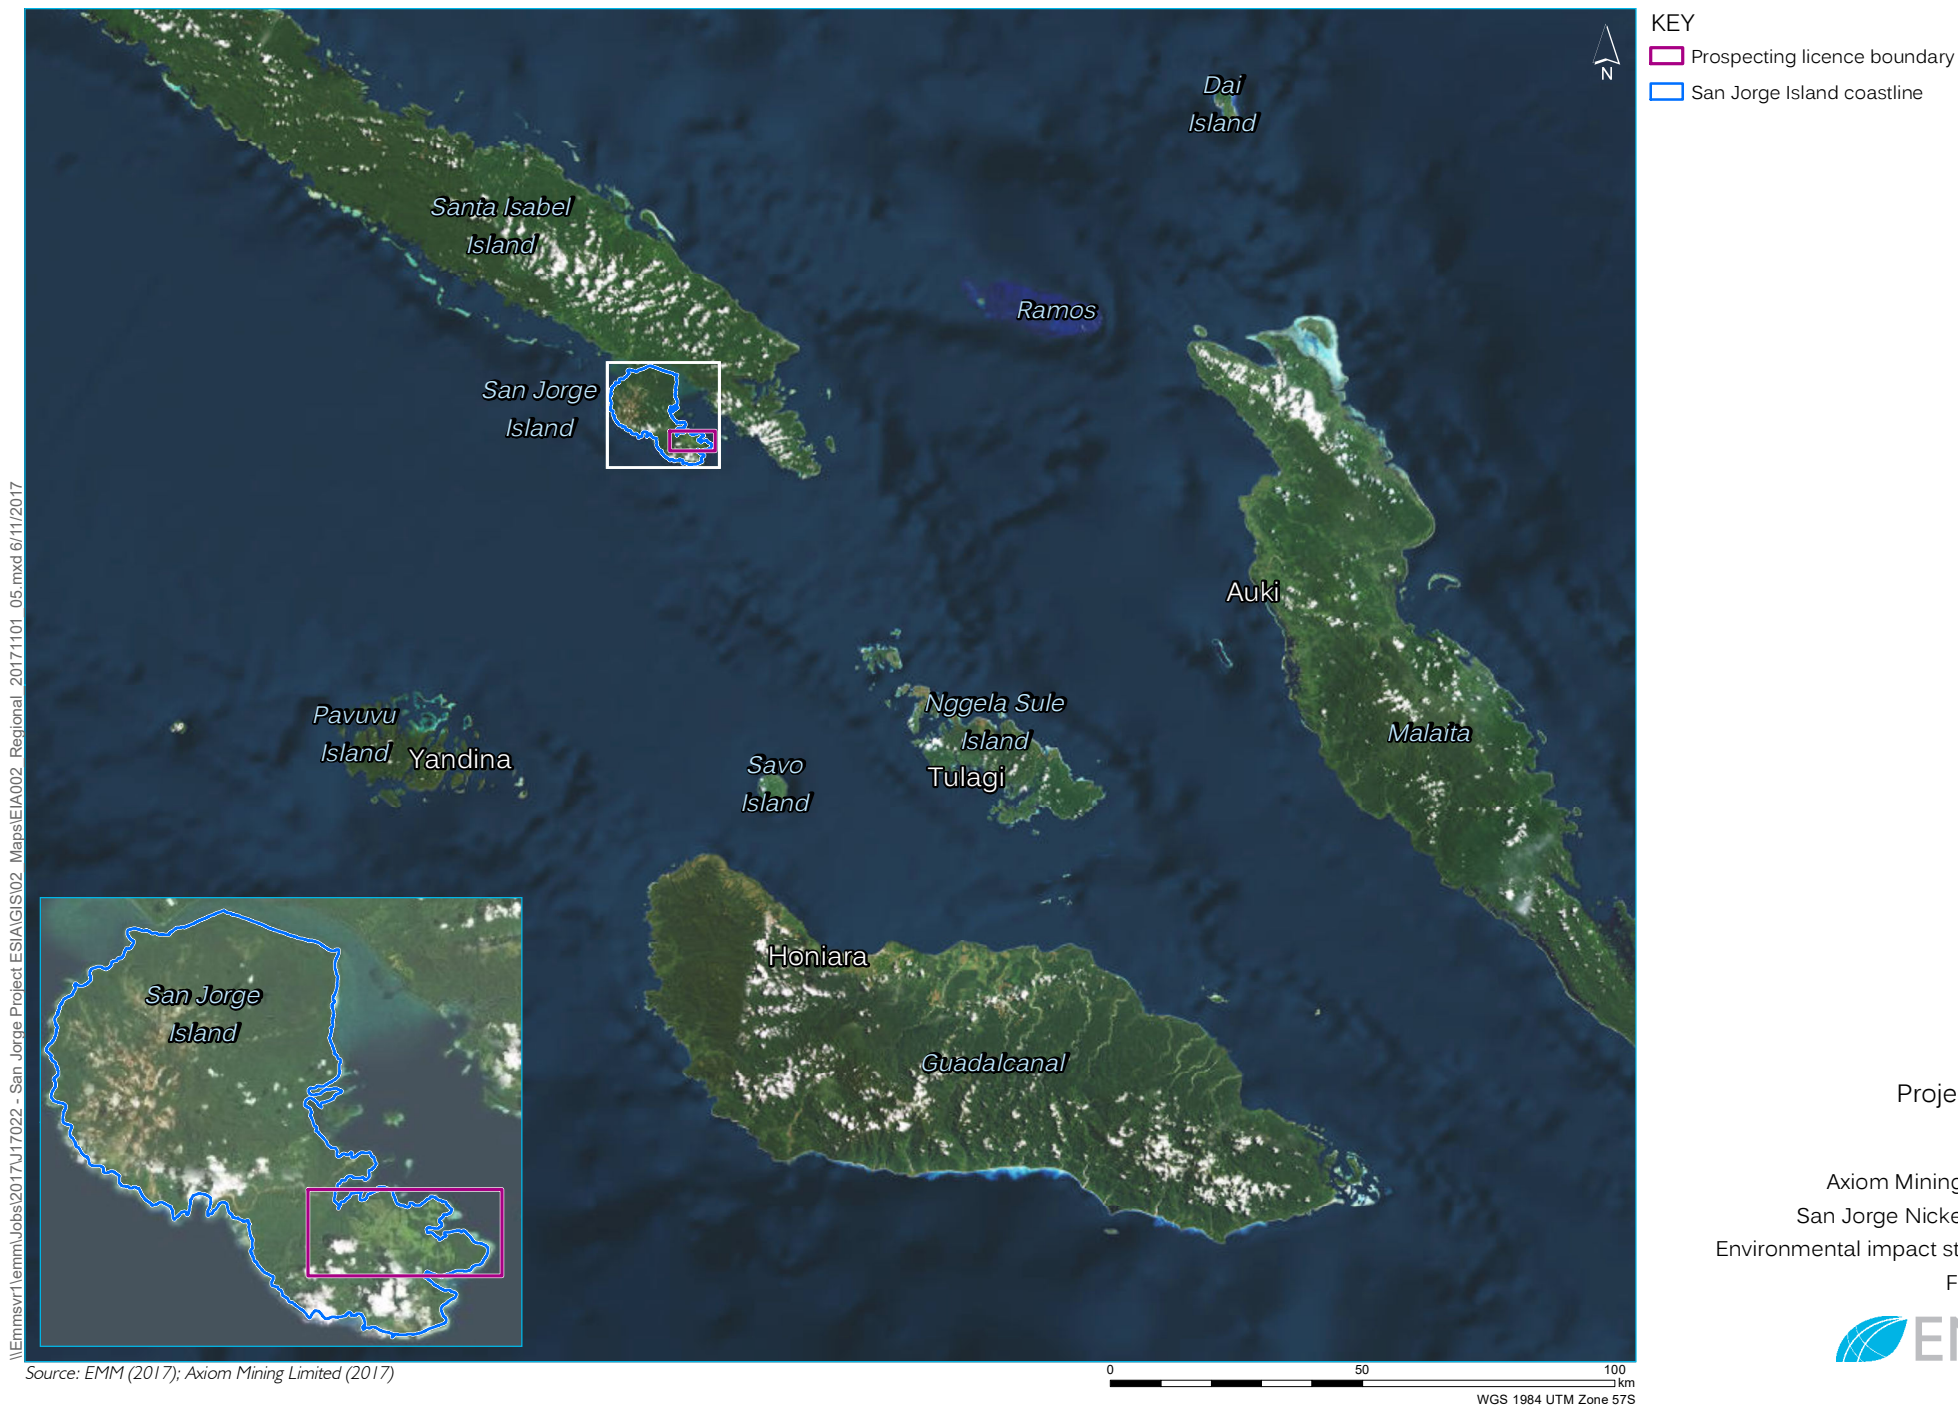 KEY
Prospecting licence boundary
San Jorge Island coastline
N
Dai
Island
Santa Isabel
Island
Ramos
San Jorge
Island
Auki
Pavuvu
Island
Yandina
Nggela Sule
Island
Tulagi
Malaita
Savo
Island
Honiara
Guadalcanal
San Jorge
Island
\\Emmsvr1\emm\Jobs\2017\J17022 - San Jorge Project ESIA\GIS\02_Maps\EIA002_Regional_20171101_05.mxd 6/11/2017
Source: EMM (2017); Axiom Mining Limited (2017)
0 50 100
km
WGS 1984 UTM Zone 57S
Proje
Axiom Mining
San Jorge Nicke
Environmental impact st
F